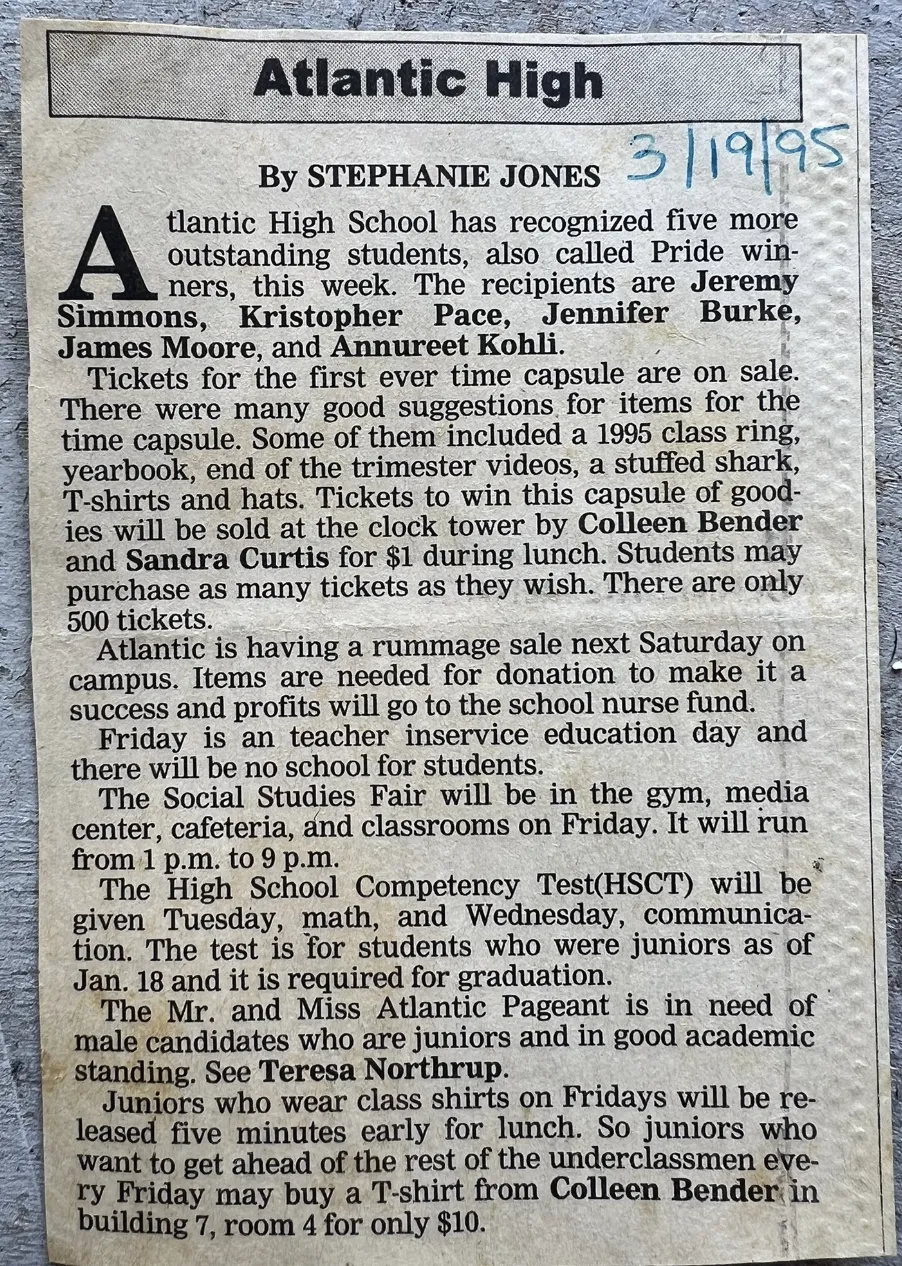 Atlantic High
3/19/95
By STEPHANIE JONES
Atlantic High School has recognized five more
outstanding students, also called Pride win-
ners, this week. The recipients are Jeremy
Simmons, Kristopher Pace, Jennifer Burke,
James Moore, and Annureet Kohli.
Tickets for the first ever time capsule are on sale.
There were many good suggestions for items for the
time capsule. Some of them included a 1995 class ring,
yearbook, end of the trimester videos, a stuffed shark,
T-shirts and hats. Tickets to win this capsule of good-
ies will be sold at the clock tower by Colleen Bender
and Sandra Curtis for $1 during lunch. Students may
purchase as many tickets as they wish. There are only
500 tickets.
Atlantic is having a rummage sale next Saturday on
campus. Items are needed for donation to make it a
success and profits will go to the school nurse fund.
Friday is an teacher inservice education day and
there will be no school for students.
The Social Studies Fair will be in the gym, media
center, cafeteria, and classrooms on Friday. It will run
from 1 p.m. to 9 p.m.
The High School Competency Test(HSCT) will be
given Tuesday, math, and Wednesday, communica-
tion. The test is for students who were juniors as of
Jan. 18 and it is required for graduation.
The Mr. and Miss Atlantic Pageant is in need of
male candidates who are juniors and in good academic
standing. See Teresa Northrup.
Juniors who wear class shirts on Fridays will be re-
leased five minutes early for lunch. So juniors who
want to get ahead of the rest of the underclassmen eve-
ry Friday may buy a T-shirt from Colleen Bender in
building 7, room 4 for only $10.